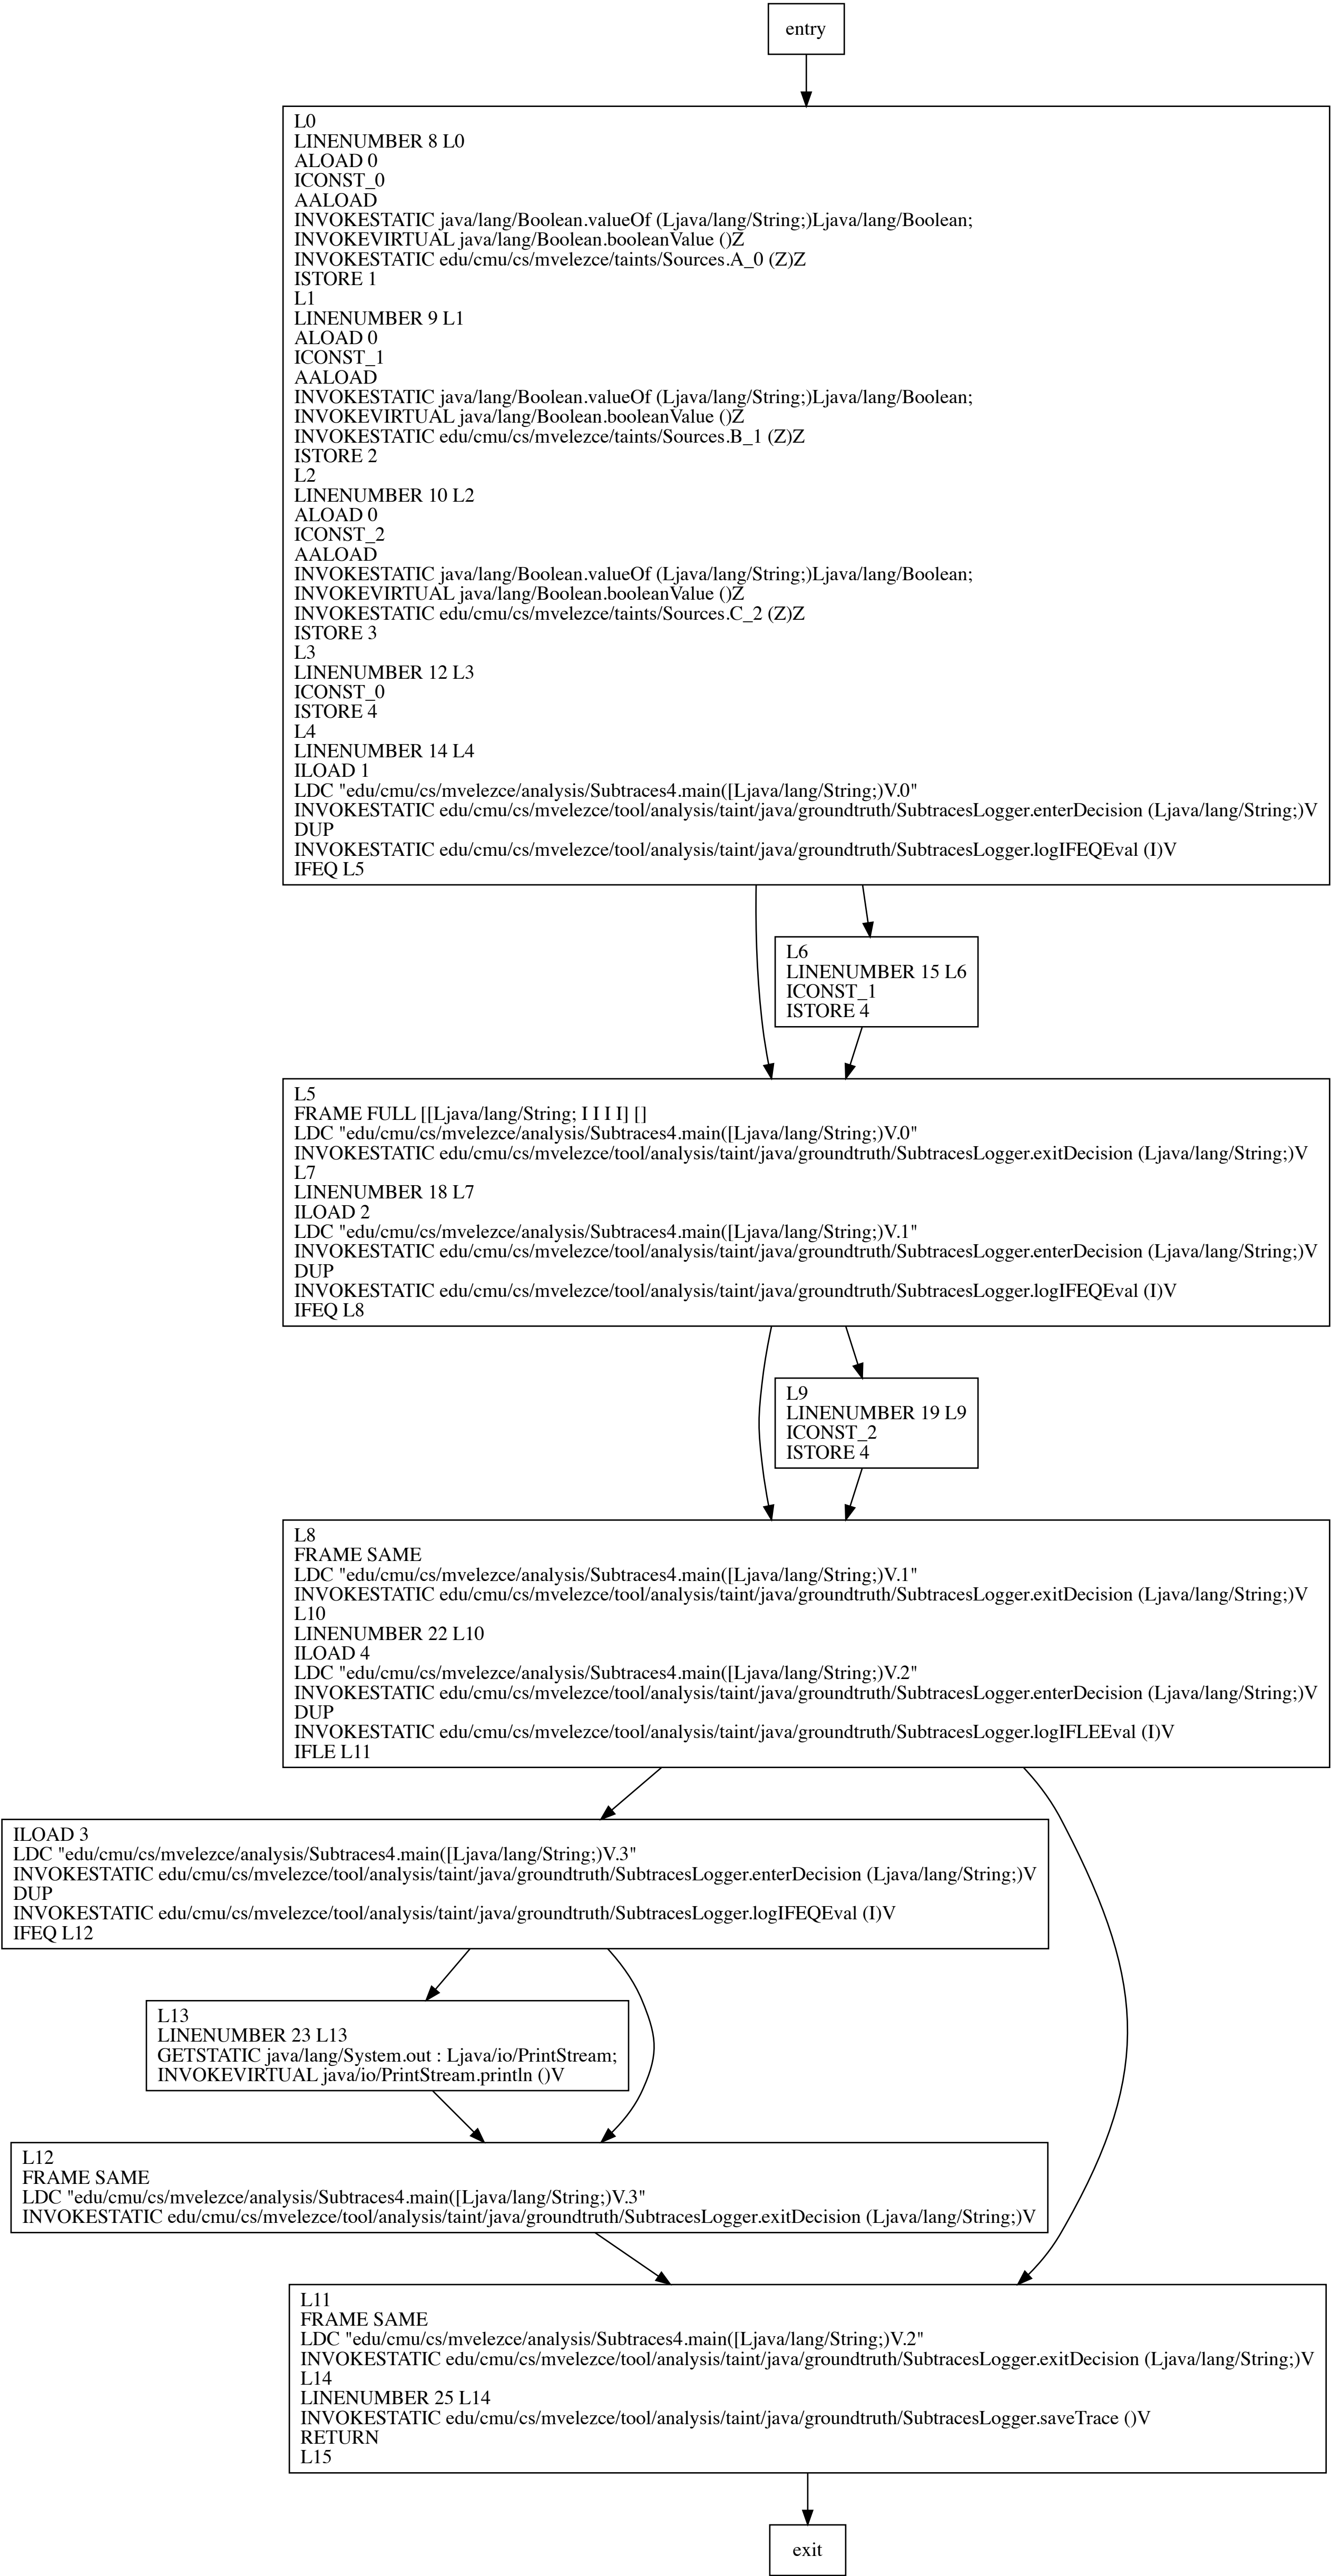 entry
L0
LINENUMBER 8 L0
ALOAD 0
ICONST_0
AALOAD
INVOKESTATIC java/lang/Boolean.valueOf (Ljava/lang/String;)Ljava/lang/Boolean;
INVOKEVIRTUAL java/lang/Boolean.booleanValue ()Z
INVOKESTATIC edu/cmu/cs/mvelezce/taints/Sources.A_0 (Z)Z
ISTORE 1
L1
LINENUMBER 9 L1
ALOAD 0
ICONST_1
AALOAD
INVOKESTATIC java/lang/Boolean.valueOf (Ljava/lang/String;)Ljava/lang/Boolean;
INVOKEVIRTUAL java/lang/Boolean.booleanValue ()Z
INVOKESTATIC edu/cmu/cs/mvelezce/taints/Sources.B_1 (Z)Z
ISTORE 2
L2
LINENUMBER 10 L2
ALOAD 0
ICONST_2
AALOAD
INVOKESTATIC java/lang/Boolean.valueOf (Ljava/lang/String;)Ljava/lang/Boolean;
INVOKEVIRTUAL java/lang/Boolean.booleanValue ()Z
INVOKESTATIC edu/cmu/cs/mvelezce/taints/Sources.C_2 (Z)Z
ISTORE 3
L3
LINENUMBER 12 L3
ICONST_0
ISTORE 4
L4
LINENUMBER 14 L4
ILOAD 1
LDC "edu/cmu/cs/mvelezce/analysis/Subtraces4.main([Ljava/lang/String;)V.0"
INVOKESTATIC edu/cmu/cs/mvelezce/tool/analysis/taint/java/groundtruth/SubtracesLogger.enterDecision (Ljava/lang/String;)V
DUP
INVOKESTATIC edu/cmu/cs/mvelezce/tool/analysis/taint/java/groundtruth/SubtracesLogger.logIFEQEval (I)V
IFEQ L5
L6
LINENUMBER 15 L6
ICONST_1
ISTORE 4
L5
FRAME FULL [[Ljava/lang/String; I I I I] []
LDC "edu/cmu/cs/mvelezce/analysis/Subtraces4.main([Ljava/lang/String;)V.0"
INVOKESTATIC edu/cmu/cs/mvelezce/tool/analysis/taint/java/groundtruth/SubtracesLogger.exitDecision (Ljava/lang/String;)V
L7
LINENUMBER 18 L7
ILOAD 2
LDC "edu/cmu/cs/mvelezce/analysis/Subtraces4.main([Ljava/lang/String;)V.1"
INVOKESTATIC edu/cmu/cs/mvelezce/tool/analysis/taint/java/groundtruth/SubtracesLogger.enterDecision (Ljava/lang/String;)V
DUP
INVOKESTATIC edu/cmu/cs/mvelezce/tool/analysis/taint/java/groundtruth/SubtracesLogger.logIFEQEval (I)V
IFEQ L8
L9
LINENUMBER 19 L9
ICONST_2
ISTORE 4
L8
FRAME SAME
LDC "edu/cmu/cs/mvelezce/analysis/Subtraces4.main([Ljava/lang/String;)V.1"
INVOKESTATIC edu/cmu/cs/mvelezce/tool/analysis/taint/java/groundtruth/SubtracesLogger.exitDecision (Ljava/lang/String;)V
L10
LINENUMBER 22 L10
ILOAD 4
LDC "edu/cmu/cs/mvelezce/analysis/Subtraces4.main([Ljava/lang/String;)V.2"
INVOKESTATIC edu/cmu/cs/mvelezce/tool/analysis/taint/java/groundtruth/SubtracesLogger.enterDecision (Ljava/lang/String;)V
DUP
INVOKESTATIC edu/cmu/cs/mvelezce/tool/analysis/taint/java/groundtruth/SubtracesLogger.logIFLEEval (I)V
IFLE L11
ILOAD 3
LDC "edu/cmu/cs/mvelezce/analysis/Subtraces4.main([Ljava/lang/String;)V.3"
INVOKESTATIC edu/cmu/cs/mvelezce/tool/analysis/taint/java/groundtruth/SubtracesLogger.enterDecision (Ljava/lang/String;)V
DUP
INVOKESTATIC edu/cmu/cs/mvelezce/tool/analysis/taint/java/groundtruth/SubtracesLogger.logIFEQEval (I)V
IFEQ L12
L13
LINENUMBER 23 L13
GETSTATIC java/lang/System.out : Ljava/io/PrintStream;
INVOKEVIRTUAL java/io/PrintStream.println ()V
L12
FRAME SAME
LDC "edu/cmu/cs/mvelezce/analysis/Subtraces4.main([Ljava/lang/String;)V.3"
INVOKESTATIC edu/cmu/cs/mvelezce/tool/analysis/taint/java/groundtruth/SubtracesLogger.exitDecision (Ljava/lang/String;)V
L11
FRAME SAME
LDC "edu/cmu/cs/mvelezce/analysis/Subtraces4.main([Ljava/lang/String;)V.2"
INVOKESTATIC edu/cmu/cs/mvelezce/tool/analysis/taint/java/groundtruth/SubtracesLogger.exitDecision (Ljava/lang/String;)V
L14
LINENUMBER 25 L14
INVOKESTATIC edu/cmu/cs/mvelezce/tool/analysis/taint/java/groundtruth/SubtracesLogger.saveTrace ()V
RETURN
L15
exit